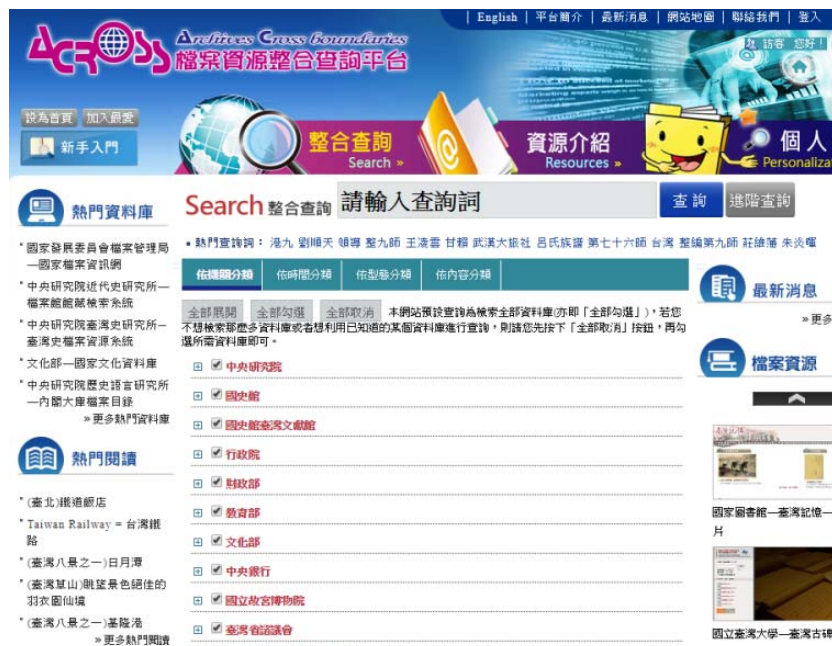 English | 平台簡介 | 最新消息 | 網站地圖 | 聯絡我們 | 登入
ACROSS
Archives Cross boundaries
檔案資源整合查詢平台
訪客 您好!
設為首頁 加入最愛
新手入門
整合查詢
Search »
資源介紹
Resources »
個人
Personaliza
熱門資料庫
國家發展委員會檔案管理局
—國家檔案資訊網
中央研究院近代史研究所—
檔案館館藏檢索系統
中央研究院臺灣史研究所—
臺灣史檔案資源系統
文化部—國家文化資料庫
中央研究院歷史語言研究所
—內閣大庫檔案目錄
»更多熱門資料庫
熱門閱讀
(臺北)鐵道飯店
Taiwan Railway = 台灣鐵
路
(臺灣八景之一)日月潭
(臺灣草山)眺望景色絕佳的
羽衣園仙境
(臺灣八景之一)基隆港
»更多熱門閱讀
Search 整合查詢 請輸入查詢詞 查詢 進階查詢
熱門查詢詞: 港九 劉順天 領導 整九師 王凌雲 甘賴 武漢大旅社 呂氏族譜 第七十六師 台灣 整編第九師 莊維藩 朱炎暉
依機關分類 依時間分類 依型態分類 依內容分類
全部展開 全部勾選 全部取消 本網站預設查詢為檢索全部資料庫(亦即「全部勾選」),若您
不想檢索那麼多資料庫或者想利用已知道的某個資料庫進行查詢,則請您先按下「全部取消」按鈕,再勾
選所需資料庫即可。
中央研究院
國史館
國史館臺灣文獻館
行政院
財政部
教育部
文化部
中央銀行
國立故宮博物院
臺灣省諮議會
最新消息
»更多
檔案資源
國家圖書館—臺灣記憶—
片
國立臺灣大學—臺灣古碑